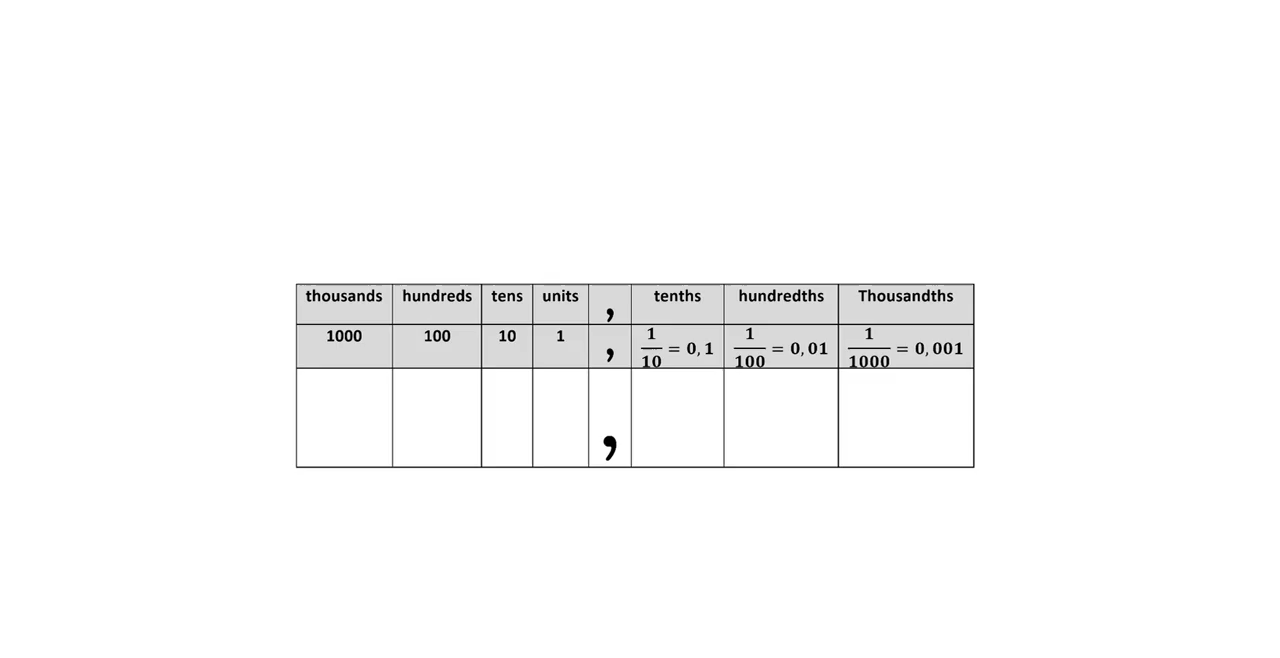 thousands hundreds tens units , tenths hundredths Thousandths
1000 100 10 1 , 1/10 = 0,1 1/100 = 0,01 1/1000 = 0,001
,